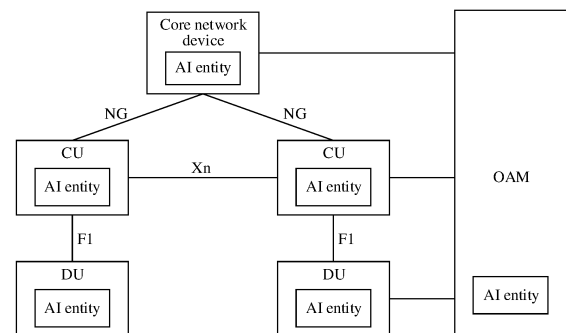 Core network
device
AI entity
NG
NG
CU
AI entity
Xn
CU
AI entity
OAM
F1
F1
DU
AI entity
DU
AI entity
AI entity